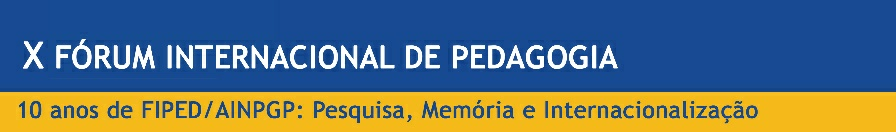 X FÓRUM INTERNACIONAL DE PEDAGOGIA
10 anos de FIPED/AINPGP: Pesquisa, Memória e Internacionalização